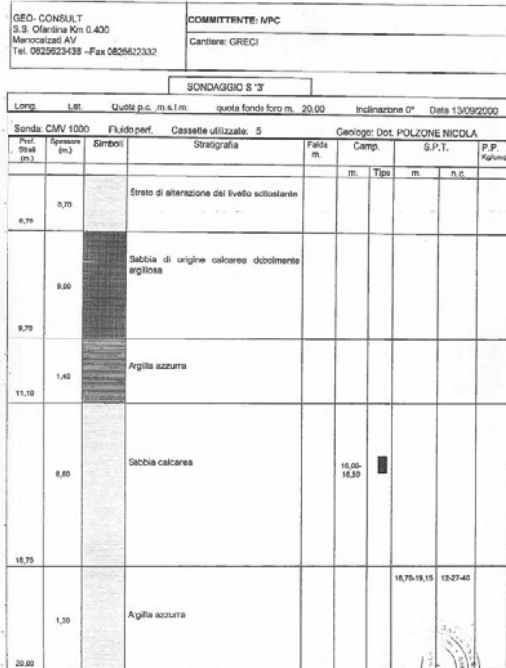 GEO- CONSULT
S.S. Ofantina Km 0.400
Manocalzati AV
Tel. 0825623438 –Fax 0825622332
COMMITTENTE: IVPC
Cantiere: GRECI
SONDAGGIO S "3"
Long. Lat. Quota p.c. .m.s.l.m: quota fondo foro m. 20,00 Inclinazione 0° Data 13/09/2000
Sonda: CMV 1000 Fluido perf. Cassette utilizzate: 5 Geologo: Dot. POLZONE NICOLA
Prof. Strati (m.) Spessore (m.) Simboli Stratigrafia Falda m. Camp. S.P.T. P.P. Kg/cmq
m. Tipo m. n.c.
0,70 Strato di alterazione del livello sottostante
0,70
Sabbia di origine calcarea debolmente
argillosa
9,00
9,70
Argilla azzurra
1,40
11,10
Sabbia calcarea
8,60 16,00-
16,50
18,70
18,70-19,15 12-27-40
1,30 Argilla azzurra
20,00